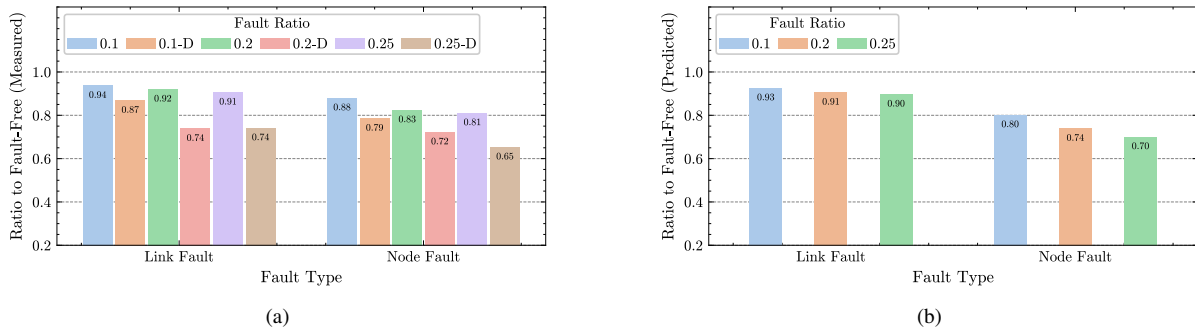 Fault Ratio
0.1 0.1-D 0.2 0.2-D 0.25 0.25-D
Ratio to Fault-Free (Measured)
1.0
0.8
0.6
0.4
0.2
0.94
0.87
0.92
0.74
0.91
0.74
0.88
0.79
0.83
0.72
0.81
0.65
Link Fault Node Fault
Fault Type
(a)
Fault Ratio
0.1 0.2 0.25
Ratio to Fault-Free (Predicted)
1.0
0.8
0.6
0.4
0.2
0.93
0.91
0.90
0.80
0.74
0.70
Link Fault Node Fault
Fault Type
(b)